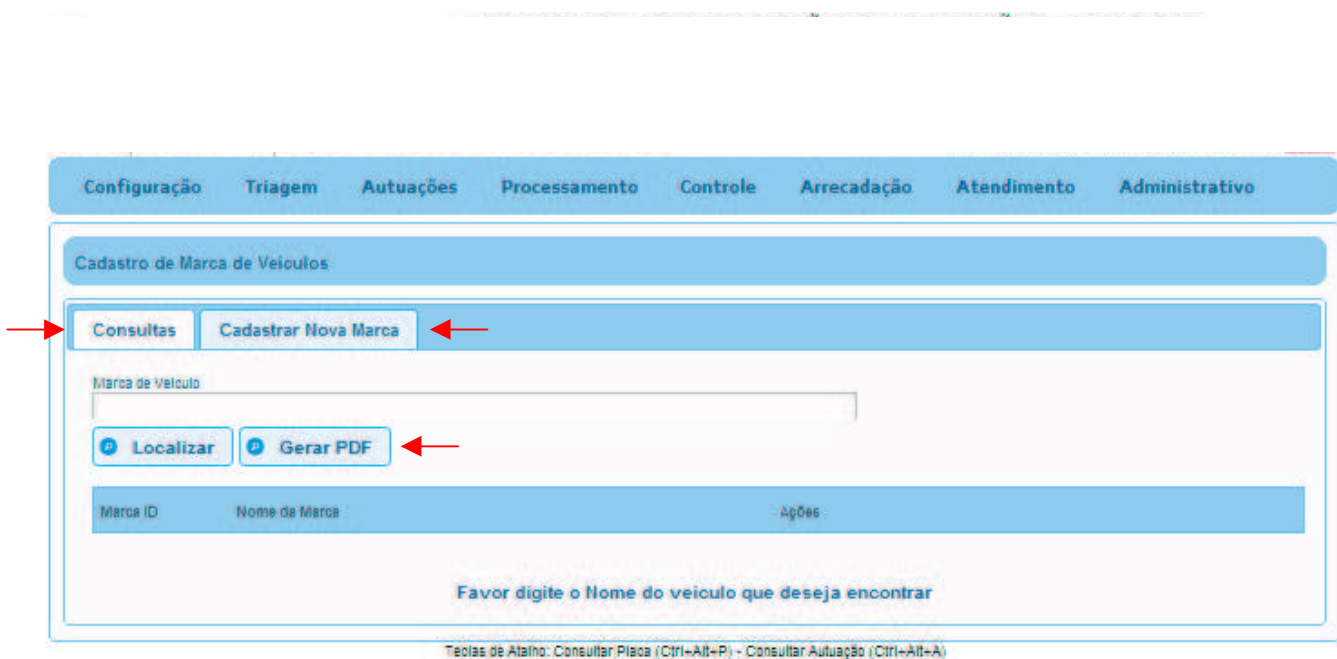 Configuração Triagem Autuações Processamento Controle Arrecadação Atendimento Administrativo
Cadastro de Marca de Veiculos
Consultas Cadastrar Nova Marca
Marca de Veiculo
Localizar Gerar PDF
Marca ID Nome da Marca Ações
Favor digite o Nome do veiculo que deseja encontrar
Teclas de Atalho: Consultar Placa (Ctrl+Alt+P) - Consultar Autuação (Ctrl+Alt+A)